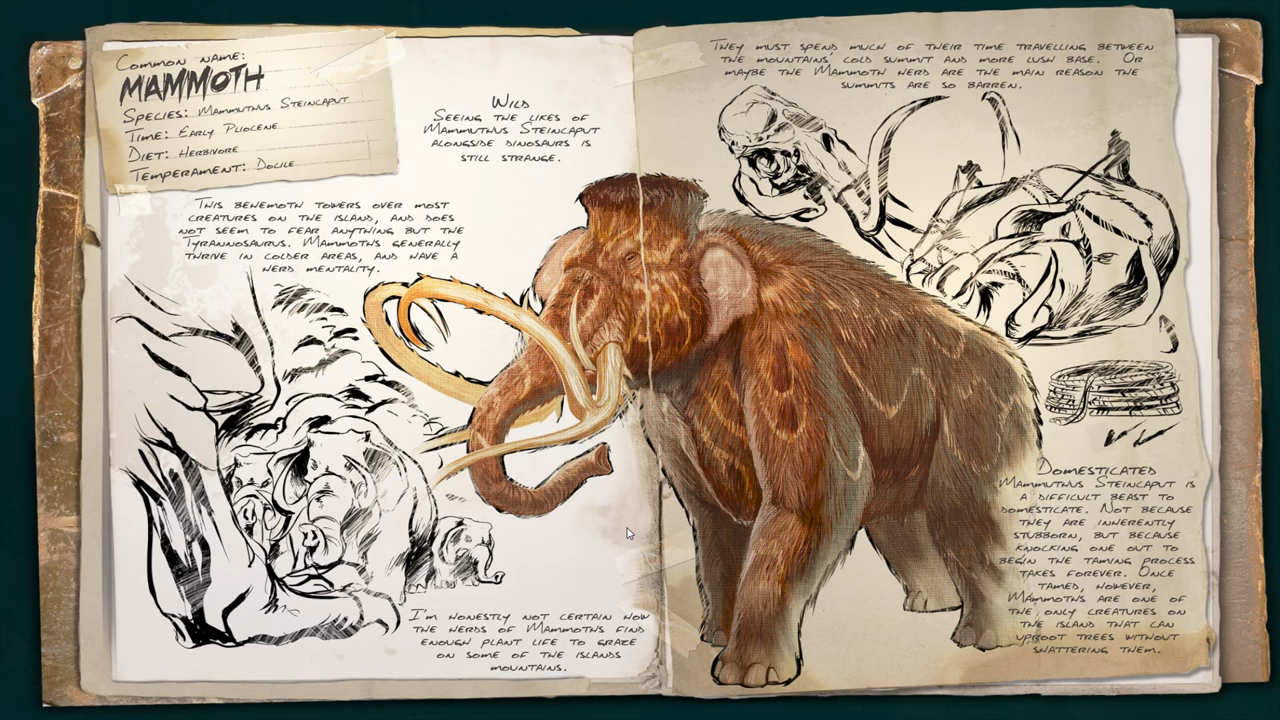 Common name:
Mammoth
Species: Mammuthus Steincaput
Time: Early Pliocene
Diet: Herbivore
Temperament: Docile
Wild
Seeing the likes of
Mammuthus Steincaput
alongside dinosaurs is
still strange.
This behemoth towers over most
creatures on the island, and does
not seem to fear anything but the
Tyrannosaurus. Mammoths generally
thrive in colder areas, and have a
herd mentality.
I'm honestly not certain how
the herds of Mammoths find
enough plant life to graze
on some of the islands
mountains.
They must spend much of their time travelling between
the mountains' cold summit and more lush base. Or
maybe the Mammoth herd are the main reason the
summits are so barren.
Domesticated
Mammuthus Steincaput is
a difficult beast to
domesticate. Not because
they are inherently
stubborn, but because
knocking one out to
begin the taming process
takes forever. Once
tamed, however,
Mammoths are one of
the only creatures on
the island that can
uproot trees without
shattering them.